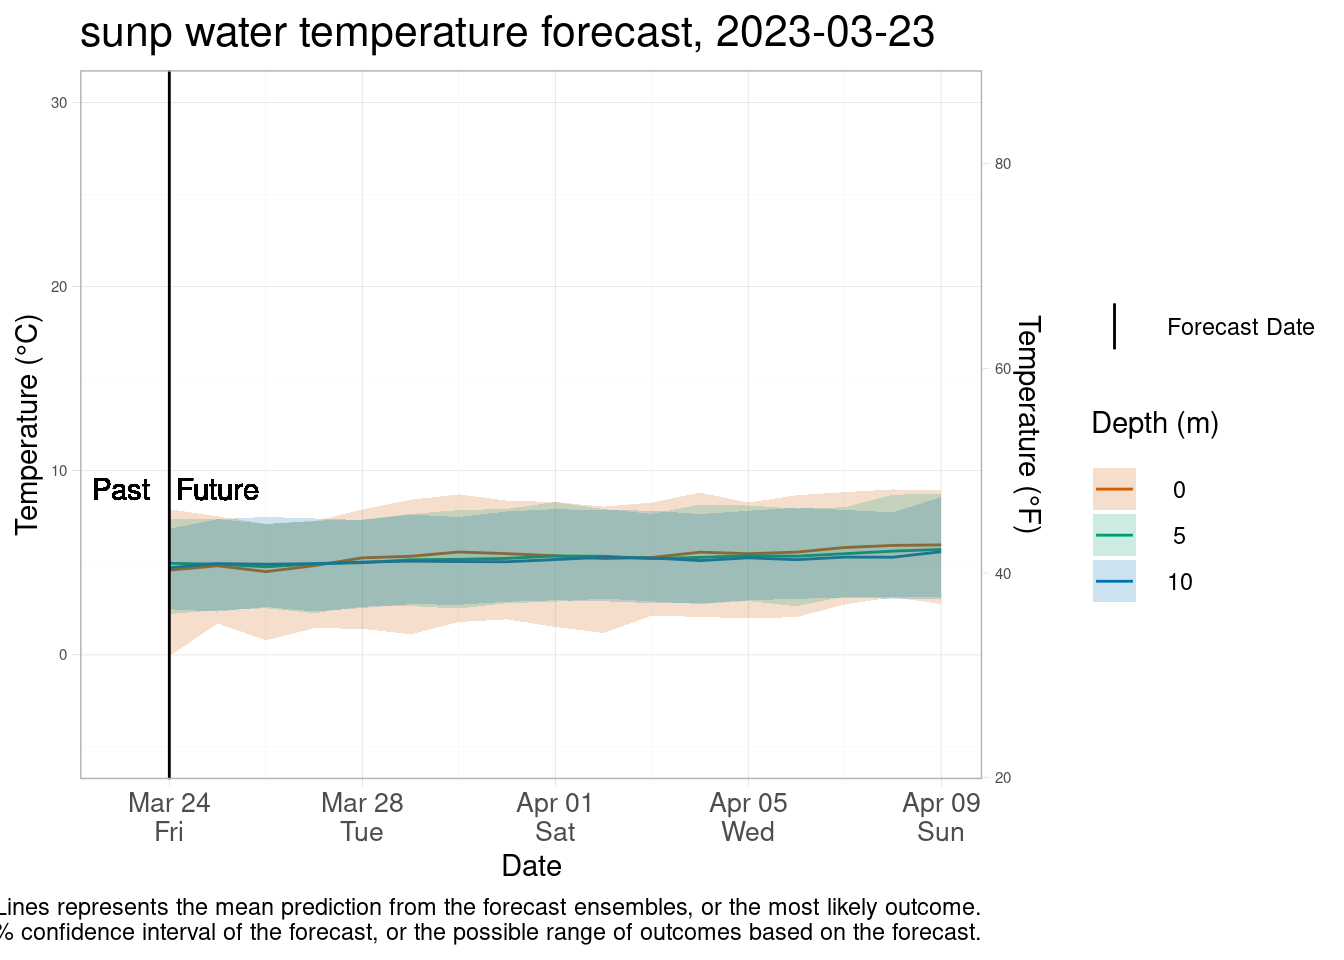 sunp water temperature forecast, 2023-03-23
30
20
10
0
Temperature (°C)
80
60
40
20
Temperature (°F)
Past
Future
Mar 24
Fri
Mar 28
Tue
Apr 01
Sat
Apr 05
Wed
Apr 09
Sun
Date
Forecast Date
Depth (m)
0
5
10
Lines represents the mean prediction from the forecast ensembles, or the most likely outcome.
% confidence interval of the forecast, or the possible range of outcomes based on the forecast.